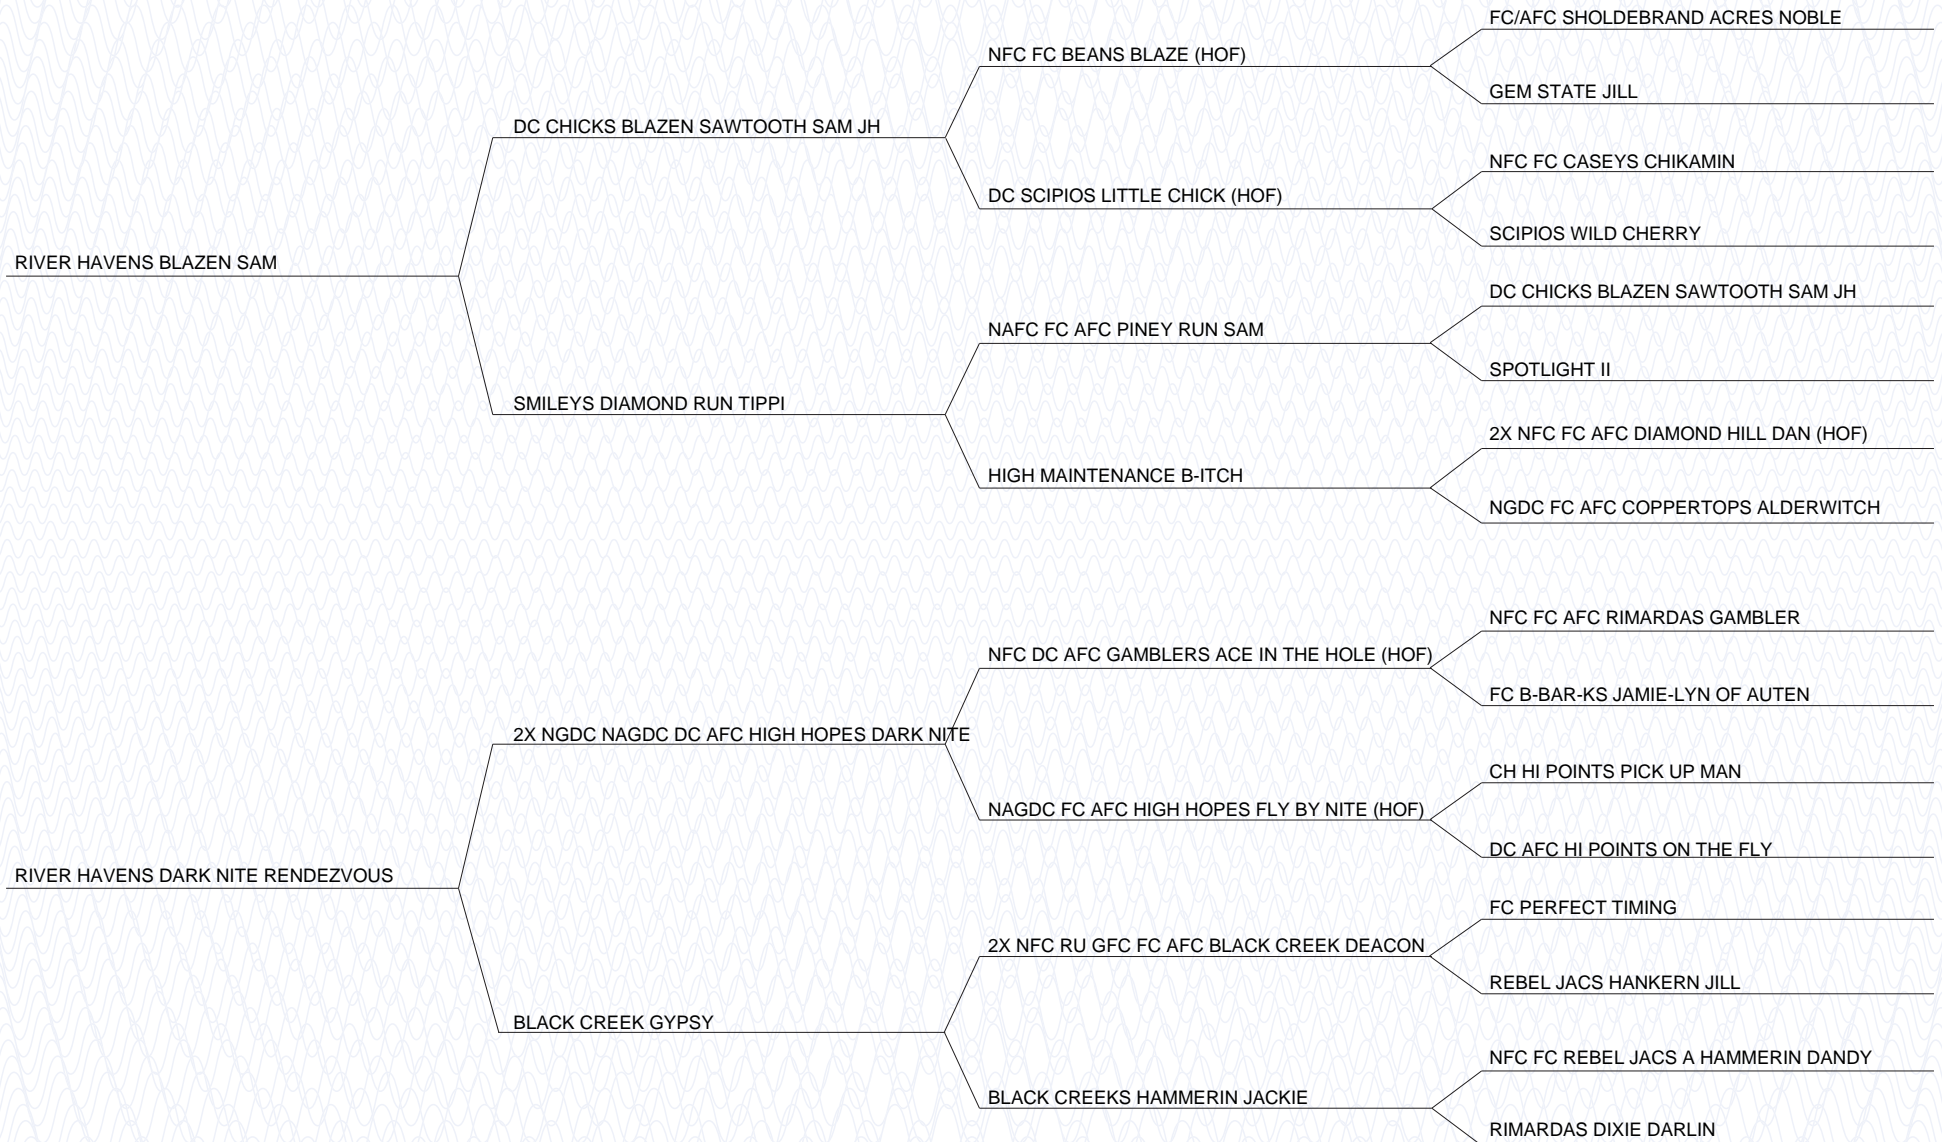 FC/AFC SHOLDEBRAND ACRES NOBLE
NFC FC BEANS BLAZE (HOF)
GEM STATE JILL
DC CHICKS BLAZEN SAWTOOTH SAM JH
NFC FC CASEYS CHIKAMIN
DC SCIPIOS LITTLE CHICK (HOF)
SCIPIOS WILD CHERRY
RIVER HAVENS BLAZEN SAM
DC CHICKS BLAZEN SAWTOOTH SAM JH
NAFC FC AFC PINEY RUN SAM
SPOTLIGHT II
SMILEYS DIAMOND RUN TIPPI
2X NFC FC AFC DIAMOND HILL DAN (HOF)
HIGH MAINTENANCE B-ITCH
NGDC FC AFC COPPERTOPS ALDERWITCH
NFC FC AFC RIMARDAS GAMBLER
NFC DC AFC GAMBLERS ACE IN THE HOLE (HOF)
FC B-BAR-KS JAMIE-LYN OF AUTEN
2X NGDC NAGDC DC AFC HIGH HOPES DARK NITE
CH HI POINTS PICK UP MAN
NAGDC FC AFC HIGH HOPES FLY BY NITE (HOF)
DC AFC HI POINTS ON THE FLY
RIVER HAVENS DARK NITE RENDEZVOUS
FC PERFECT TIMING
2X NFC RU GFC FC AFC BLACK CREEK DEACON
REBEL JACS HANKERN JILL
BLACK CREEK GYPSY
NFC FC REBEL JACS A HAMMERIN DANDY
BLACK CREEKS HAMMERIN JACKIE
RIMARDAS DIXIE DARLIN